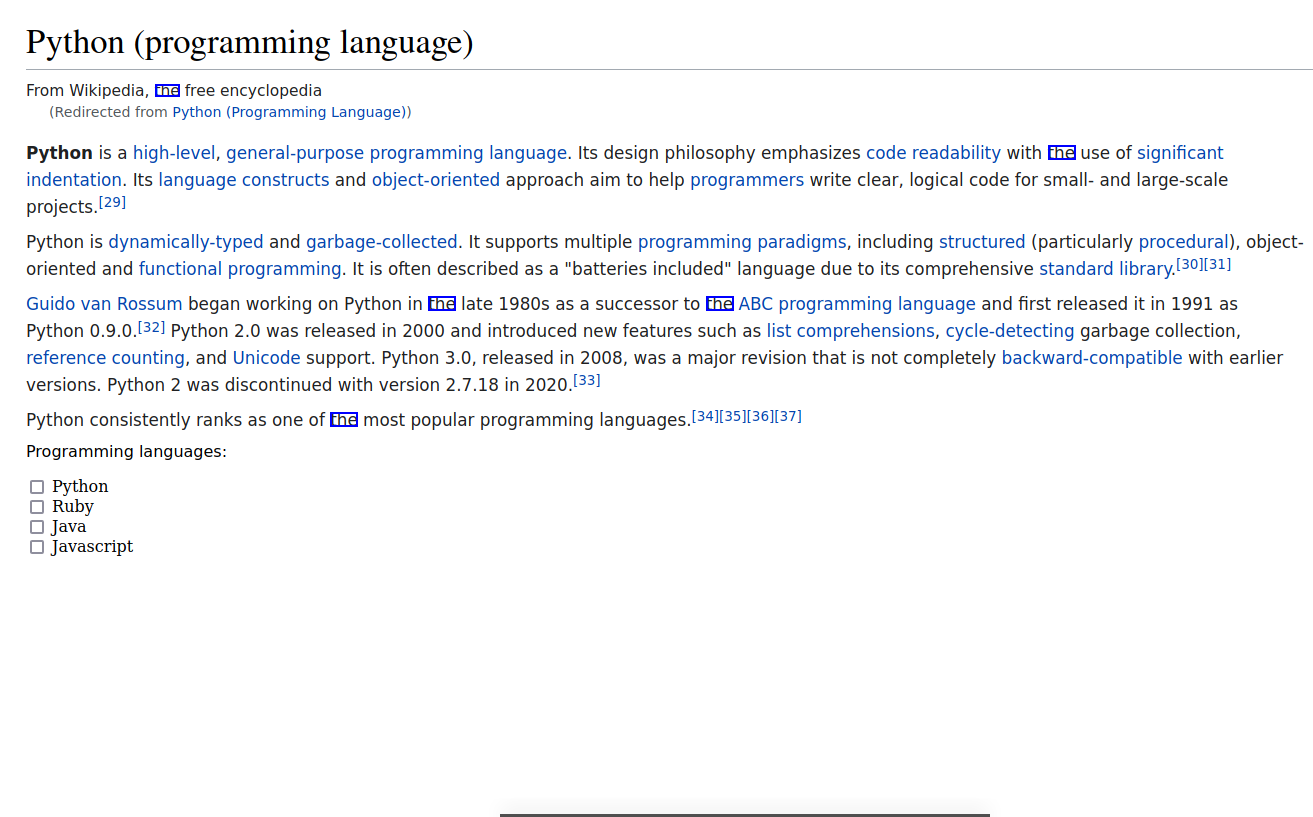 Python (programming language)
From Wikipedia, the free encyclopedia
(Redirected from Python (Programming Language))
Python is a high-level, general-purpose programming language. Its design philosophy emphasizes code readability with the use of significant
indentation. Its language constructs and object-oriented approach aim to help programmers write clear, logical code for small- and large-scale
projects.[29]
Python is dynamically-typed and garbage-collected. It supports multiple programming paradigms, including structured (particularly procedural), object-
oriented and functional programming. It is often described as a "batteries included" language due to its comprehensive standard library.[30][31]
Guido van Rossum began working on Python in the late 1980s as a successor to the ABC programming language and first released it in 1991 as
Python 0.9.0.[32] Python 2.0 was released in 2000 and introduced new features such as list comprehensions, cycle-detecting garbage collection,
reference counting, and Unicode support. Python 3.0, released in 2008, was a major revision that is not completely backward-compatible with earlier
versions. Python 2 was discontinued with version 2.7.18 in 2020.[33]
Python consistently ranks as one of the most popular programming languages.[34][35][36][37]
Programming languages:
Python
Ruby
Java
Javascript